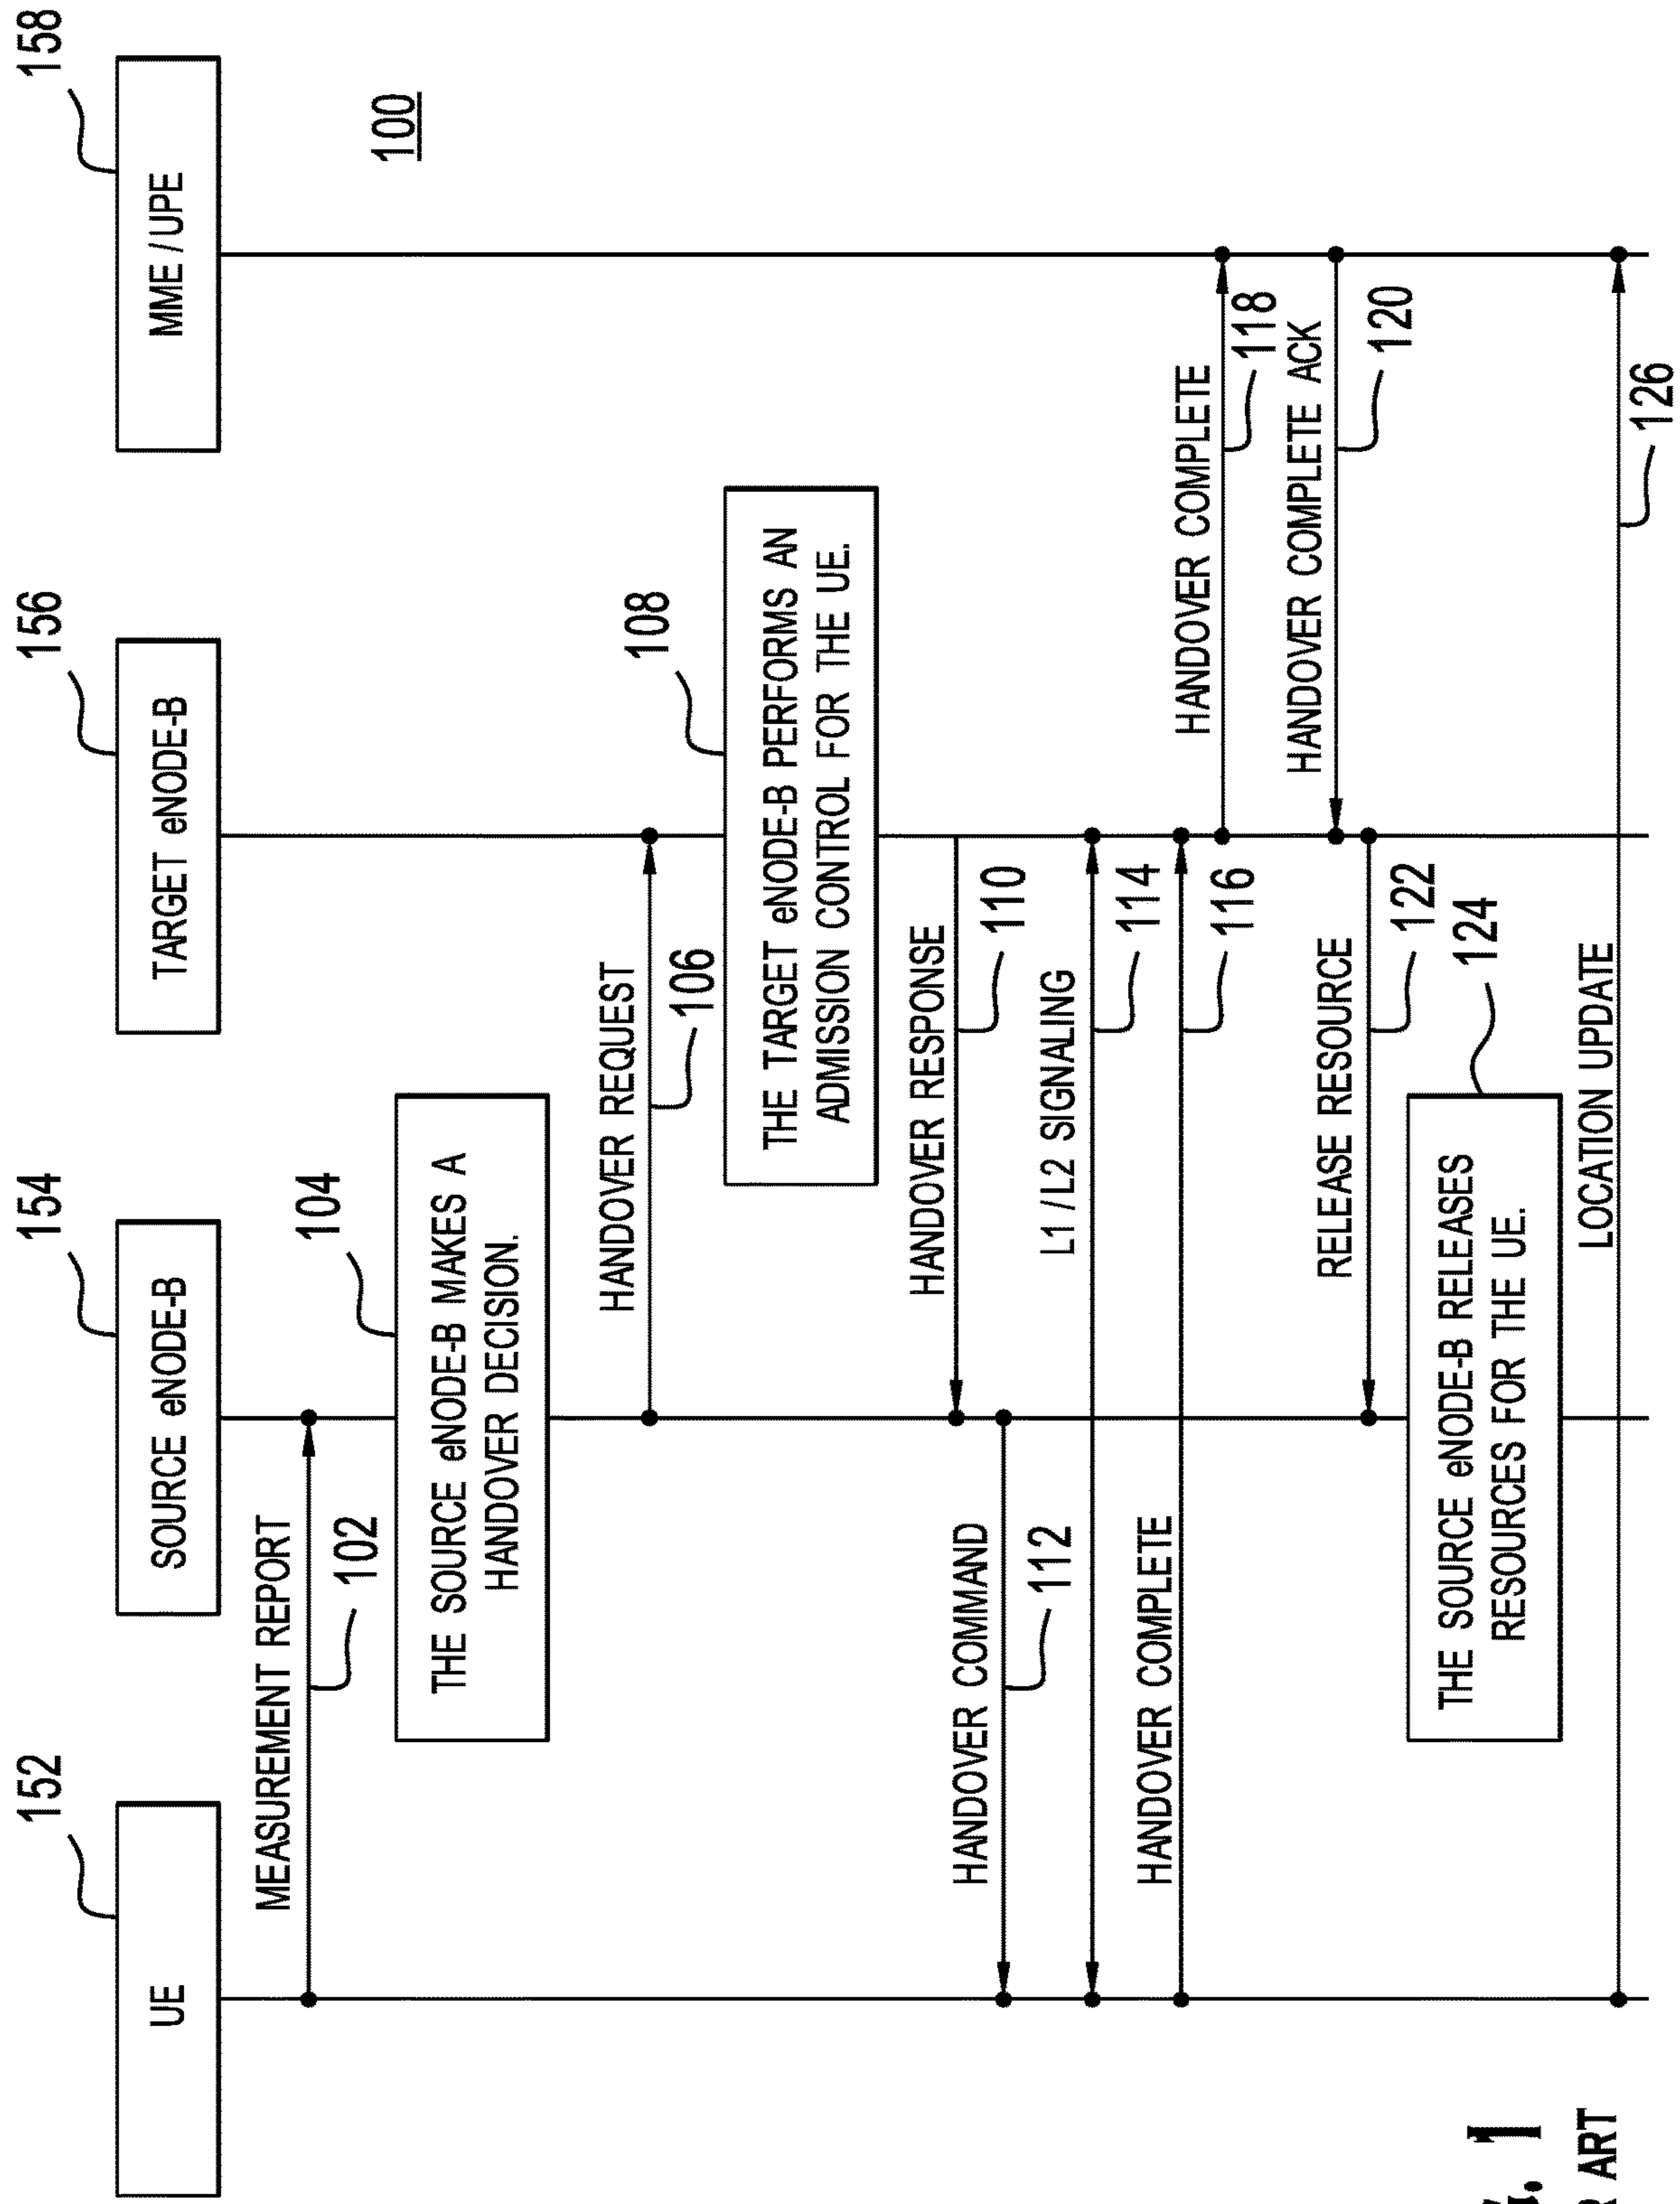 152
154
156
158
UE
SOURCE eNODE-B
TARGET eNODE-B
MME / UPE
MEASUREMENT REPORT
102
100
104
THE SOURCE eNODE-B MAKES A
HANDOVER DECISION.
HANDOVER REQUEST
106
108
THE TARGET eNODE-B PERFORMS AN
ADMISSION CONTROL FOR THE UE.
HANDOVER RESPONSE
110
HANDOVER COMMAND
112
L1 / L2 SIGNALING
114
HANDOVER COMPLETE
116
HANDOVER COMPLETE
118
HANDOVER COMPLETE ACK
120
RELEASE RESOURCE
122
124
THE SOURCE eNODE-B RELEASES
RESOURCES FOR THE UE.
LOCATION UPDATE
126
1
ART